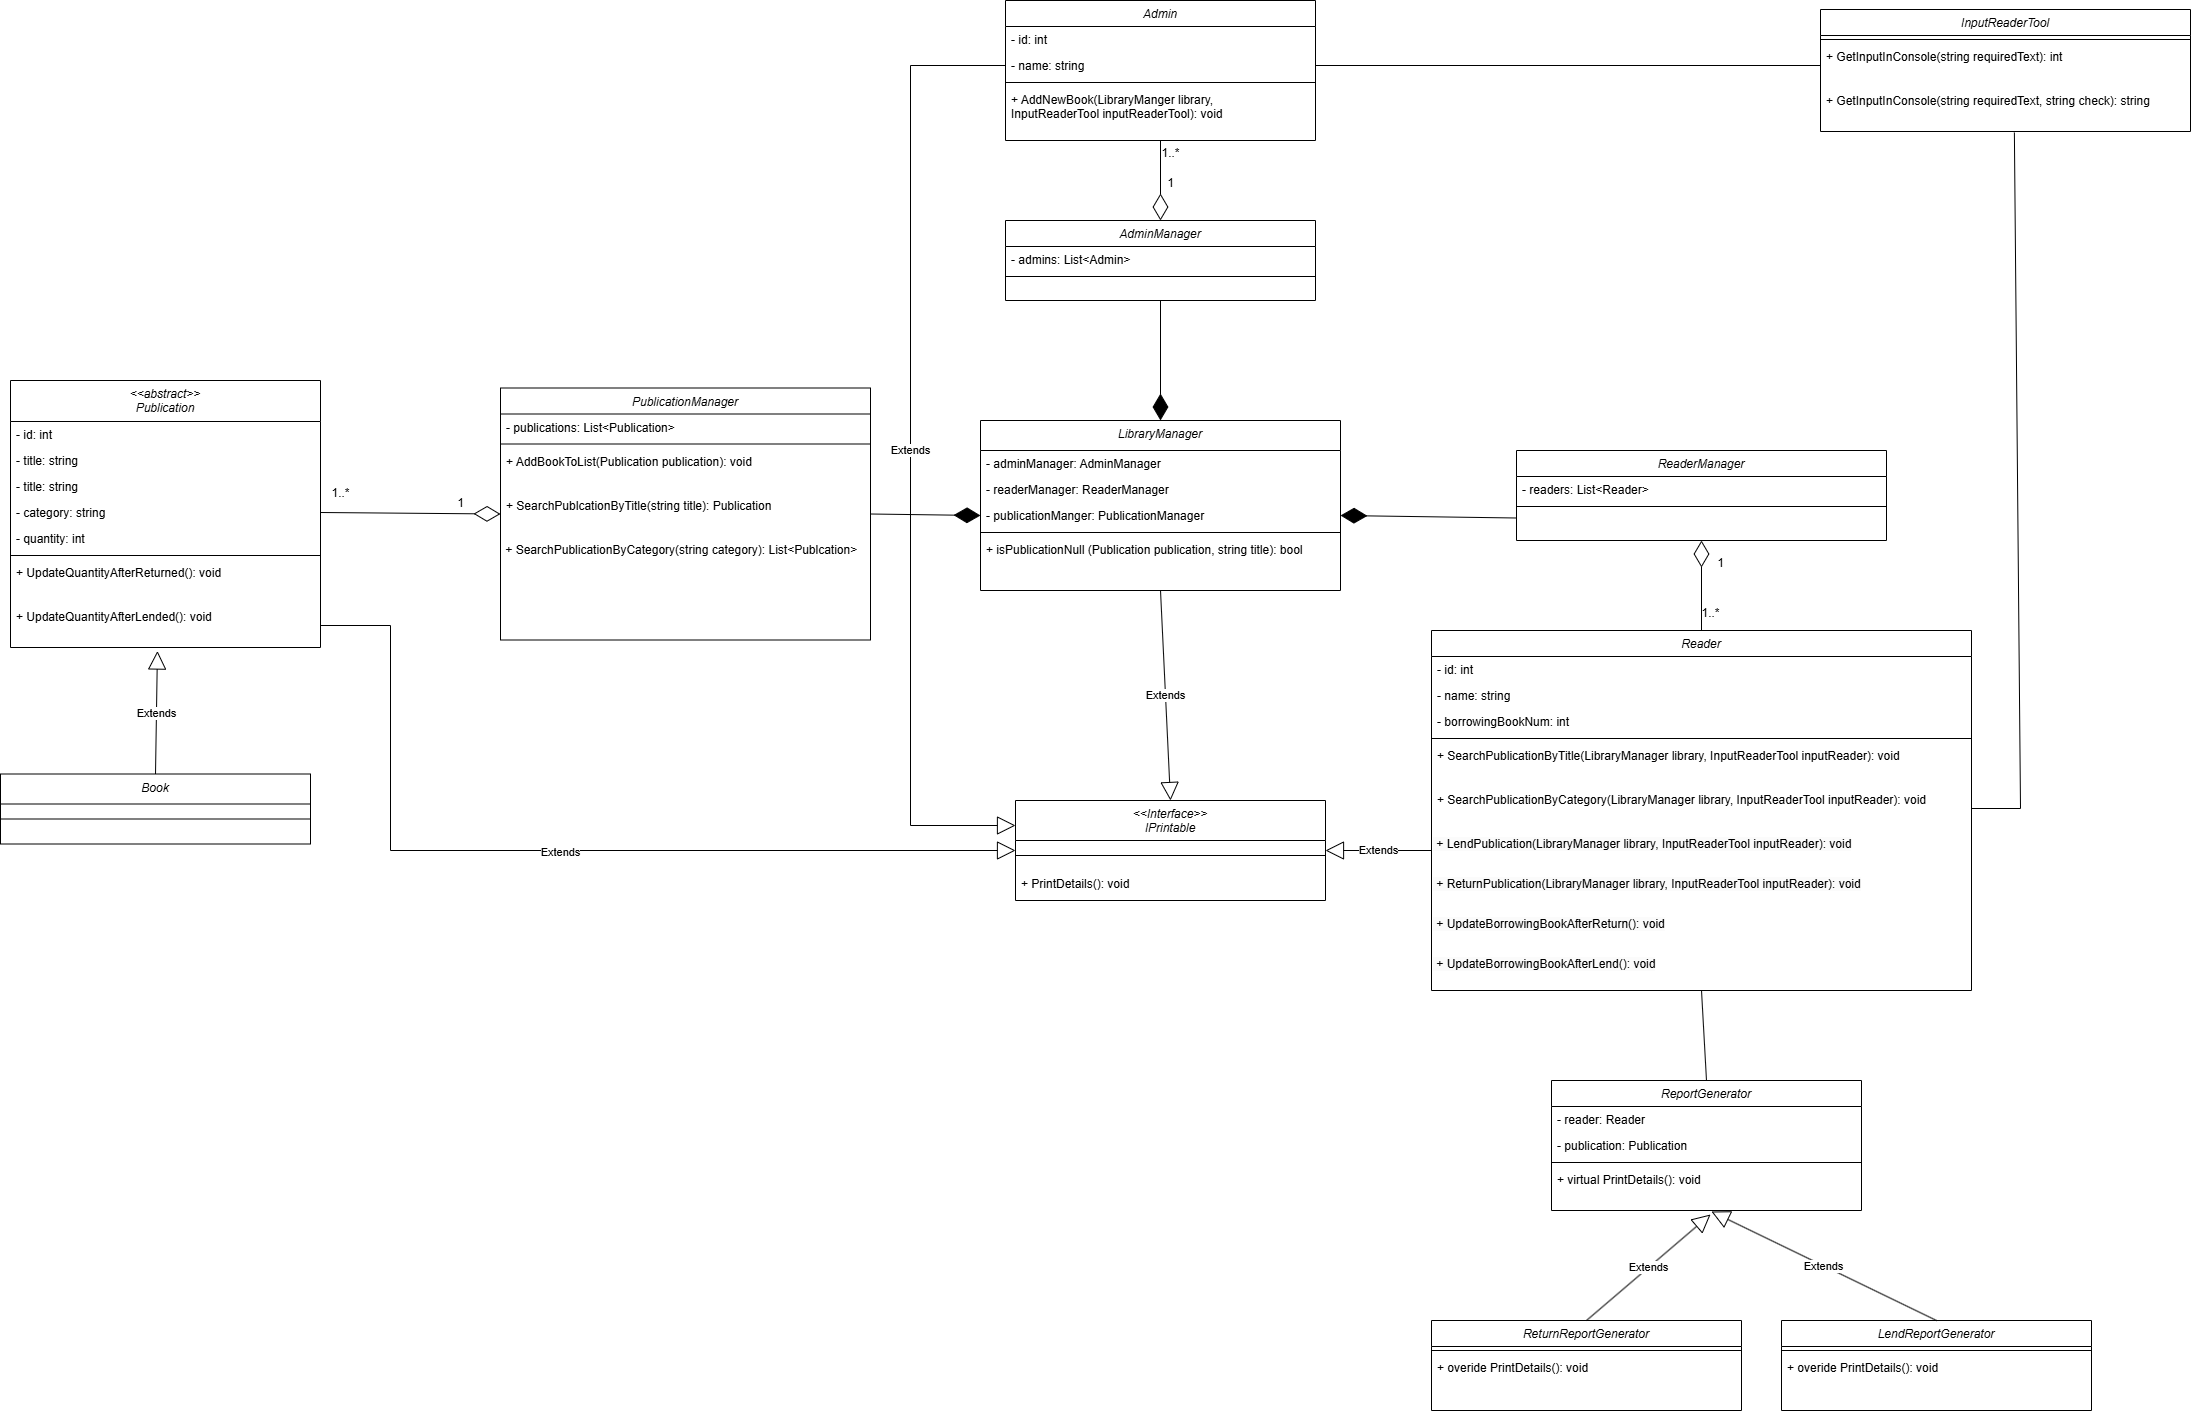 Admin
- id: int
- name: string
+ AddNewBook(LibraryManger library,
InputReaderTool inputReaderTool): void
InputReaderTool
+ GetInputInConsole(string requiredText): int
+ GetInputInConsole(string requiredText, string check): string
1..*
1
AdminManager
- admins: List<Admin>
<<abstract>>
Publication
- id: int
- title: string
- title: string
- category: string
- quantity: int
+ UpdateQuantityAfterReturned(): void
+ UpdateQuantityAfterLended(): void
1..*
1
PublicationManager
- publications: List<Publication>
+ AddBookToList(Publication publication): void
+ SearchPublcationByTitle(string title): Publication
+ SearchPublicationByCategory(string category): List<Publcation>
Extends
LibraryManager
- adminManager: AdminManager
- readerManager: ReaderManager
- publicationManger: PublicationManager
+ isPublicationNull (Publication publication, string title): bool
ReaderManager
- readers: List<Reader>
1
1..*
Reader
- id: int
- name: string
- borrowingBookNum: int
+ SearchPublicationByTitle(LibraryManager library, InputReaderTool inputReader): void
+ SearchPublicationByCategory(LibraryManager library, InputReaderTool inputReader): void
+ LendPublication(LibraryManager library, InputReaderTool inputReader): void
+ ReturnPublication(LibraryManager library, InputReaderTool inputReader): void
+ UpdateBorrowingBookAfterReturn(): void
+ UpdateBorrowingBookAfterLend(): void
Extends
Extends
Book
Extends
<<Interface>>
IPrintable
+ PrintDetails(): void
Extends
ReportGenerator
- reader: Reader
- publication: Publication
+ virtual PrintDetails(): void
Extends
Extends
ReturnReportGenerator
+ overide PrintDetails(): void
LendReportGenerator
+ overide PrintDetails(): void